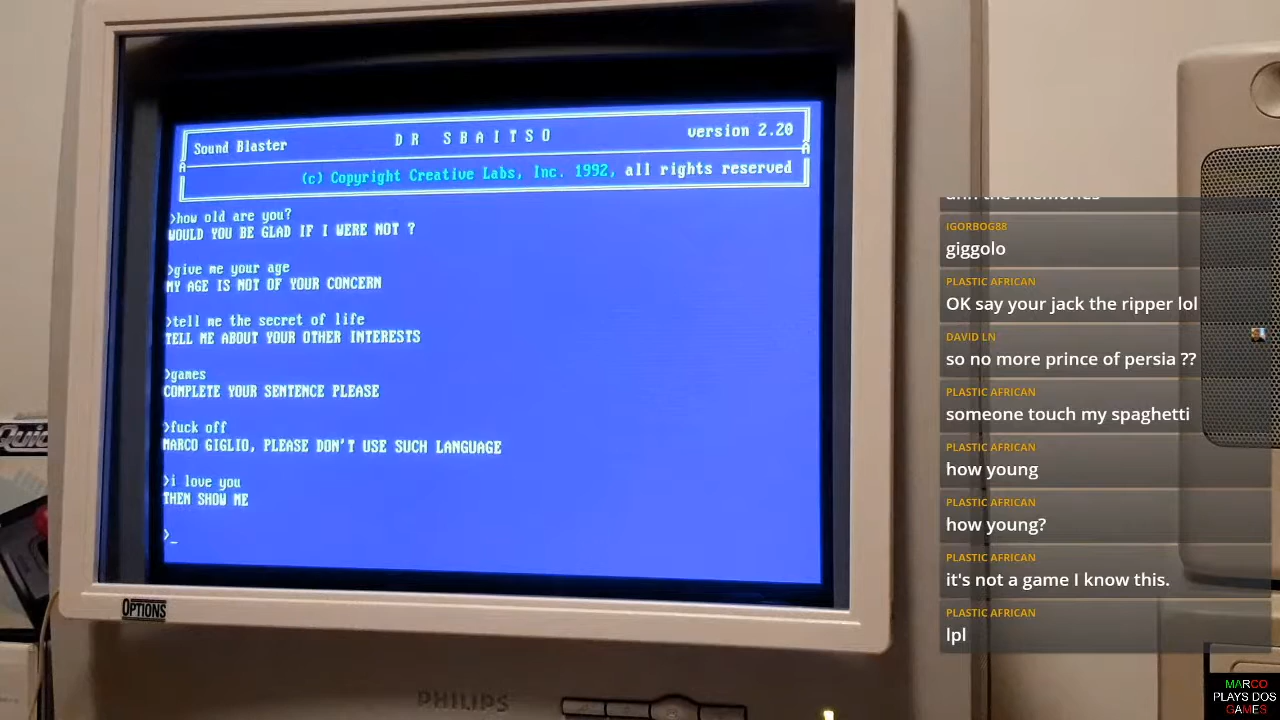 Sound Blaster DR SBAITSO version 2.20
(c) Copyright Creative Labs, Inc. 1992, all rights reserved
>how old are you?
WOULD YOU BE GLAD IF I WERE NOT ?
>give me your age
MY AGE IS NOT OF YOUR CONCERN
>tell me the secret of life
TELL ME ABOUT YOUR OTHER INTERESTS
>games
COMPLETE YOUR SENTENCE PLEASE
>fuck off
MARCO GIGLIO, PLEASE DON'T USE SUCH LANGUAGE
>i love you
THEN SHOW ME
>_
OPTIONS
PHILIPS
Quic
the memories
IGORBOG88
giggolo
PLASTIC AFRICAN
OK say your jack the ripper lol
DAVID LN
so no more prince of persia ??
PLASTIC AFRICAN
someone touch my spaghetti
PLASTIC AFRICAN
how young
PLASTIC AFRICAN
how young?
PLASTIC AFRICAN
it's not a game I know this.
PLASTIC AFRICAN
lpl
MARCO
PLAYS DOS
GAMES